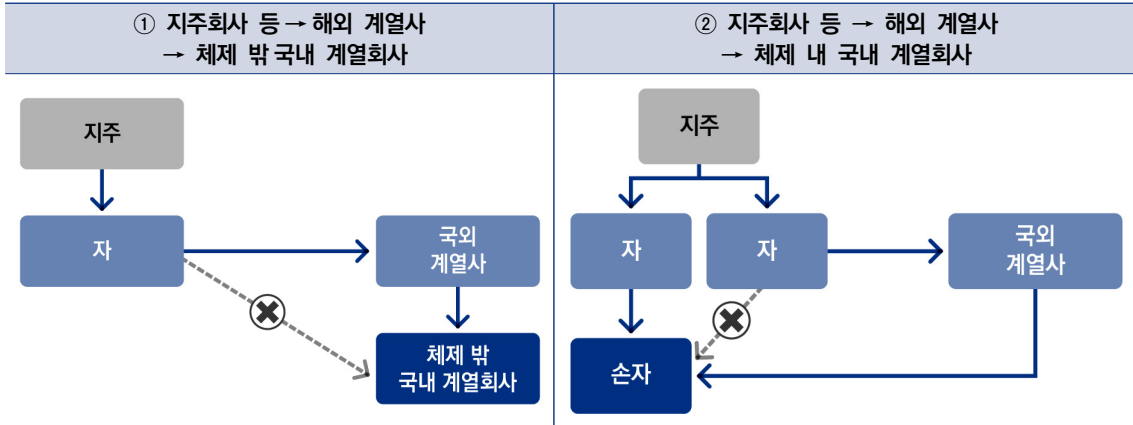 ① 지주회사 등 → 해외 계열사
→ 체제 밖 국내 계열회사
② 지주회사 등 → 해외 계열사
→ 체제 내 국내 계열회사
지주
자
국외
계열사
체제 밖
국내 계열회사
지주
자
자
국외
계열사
손자